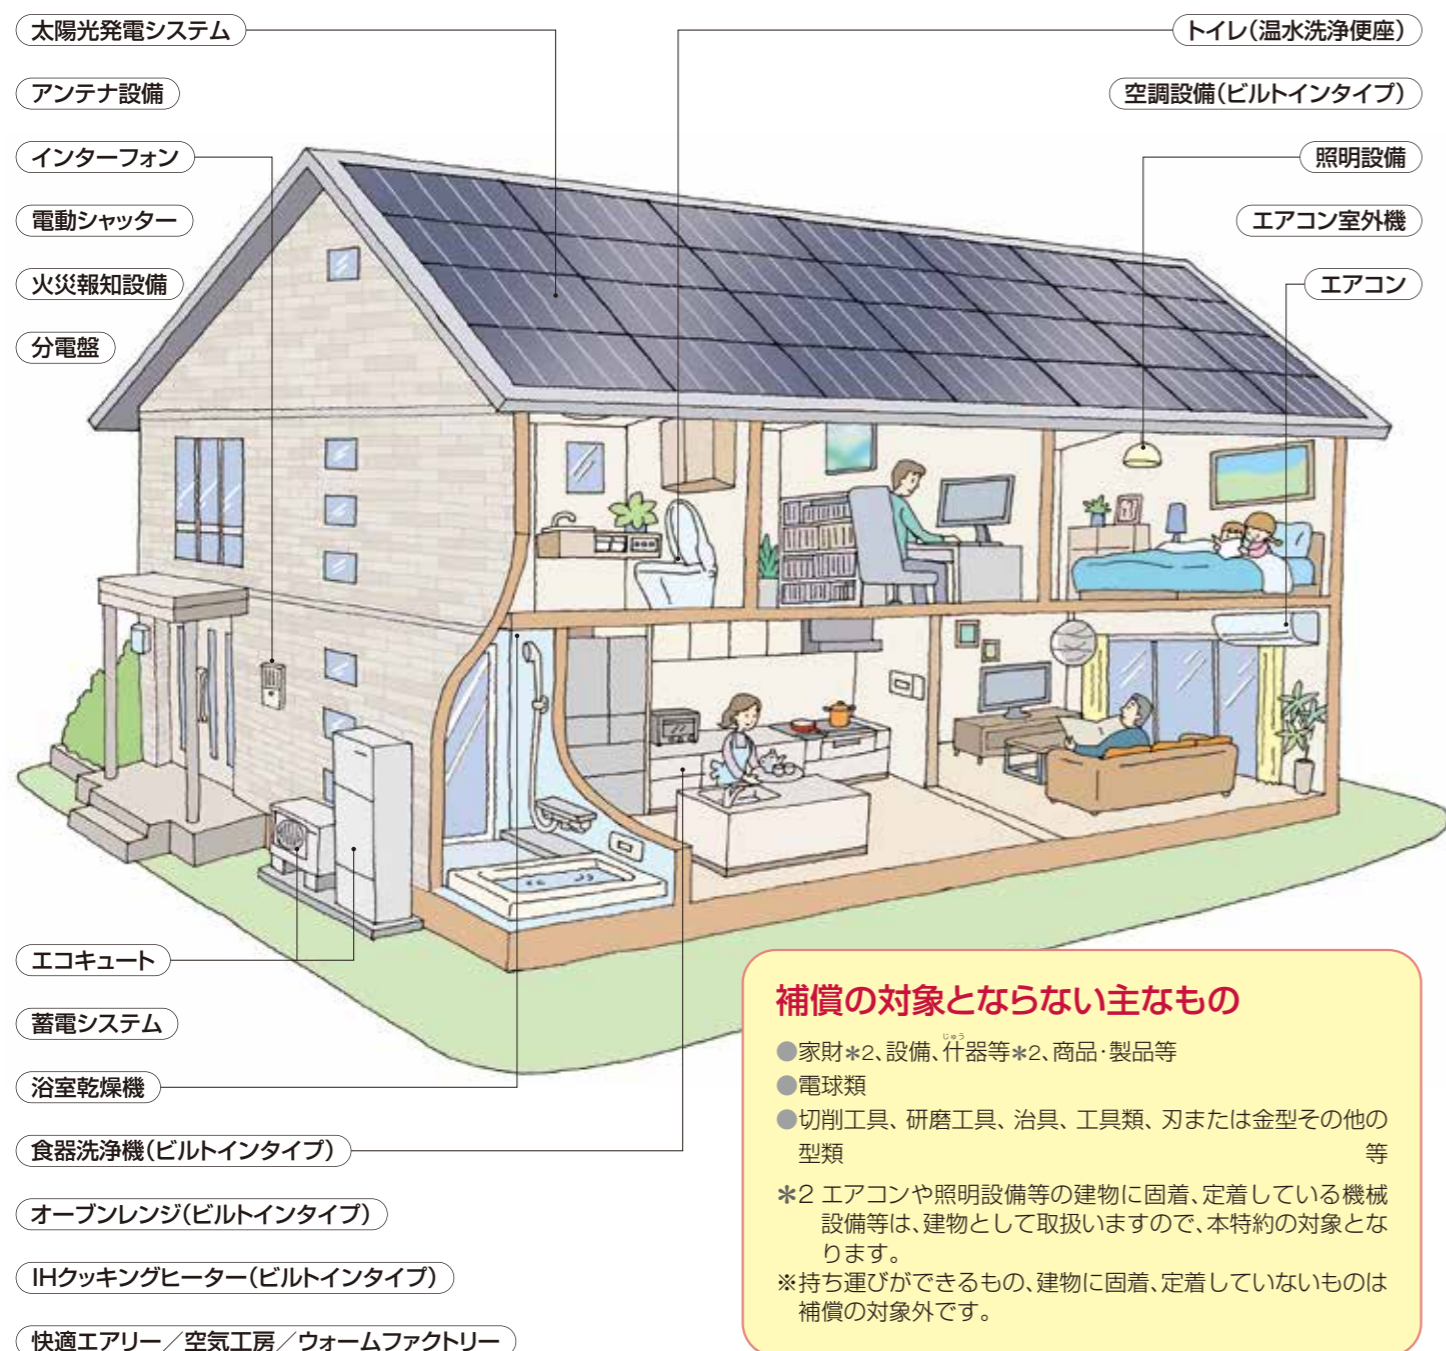 太陽光発電システム
アンテナ設備
インターフォン
電動シャッター
火災報知設備
分電盤
トイレ(温水洗浄便座)
空調設備(ビルトインタイプ)
照明設備
エアコン室外機
エアコン
エコキュート
蓄電システム
浴室乾燥機
食器洗浄機(ビルトインタイプ)
オーブンレンジ(ビルトインタイプ)
IHクッキングヒーター(ビルトインタイプ)
快適エアリー/空気工房/ウォームファクトリー
補償の対象とならない主なもの
じゅう
●家財*2、設備、什器等*2、商品・製品等
●電球類
●切削工具、研磨工具、治具、工具類、刃または金型その他の
型類 等
*2 エアコンや照明設備等の建物に固着、定着している機械
設備等は、建物として取扱いますので、本特約の対象とな
ります。
※持ち運びができるもの、建物に固着、定着していないものは
補償の対象外です。